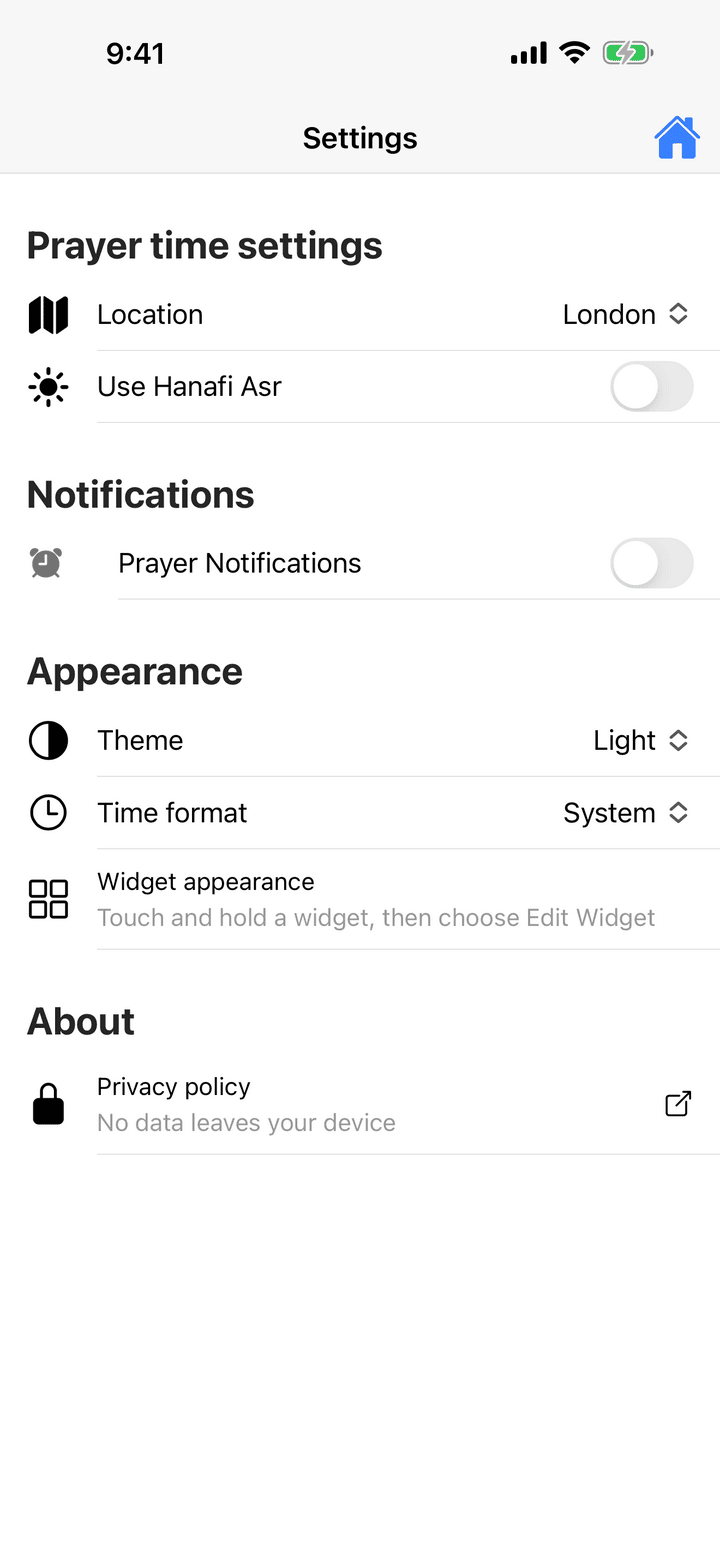 9:41
Settings
Prayer time settings
Location London
Use Hanafi Asr
Notifications
Prayer Notifications
Appearance
Theme Light
Time format System
Widget appearance
Touch and hold a widget, then choose Edit Widget
About
Privacy policy
No data leaves your device